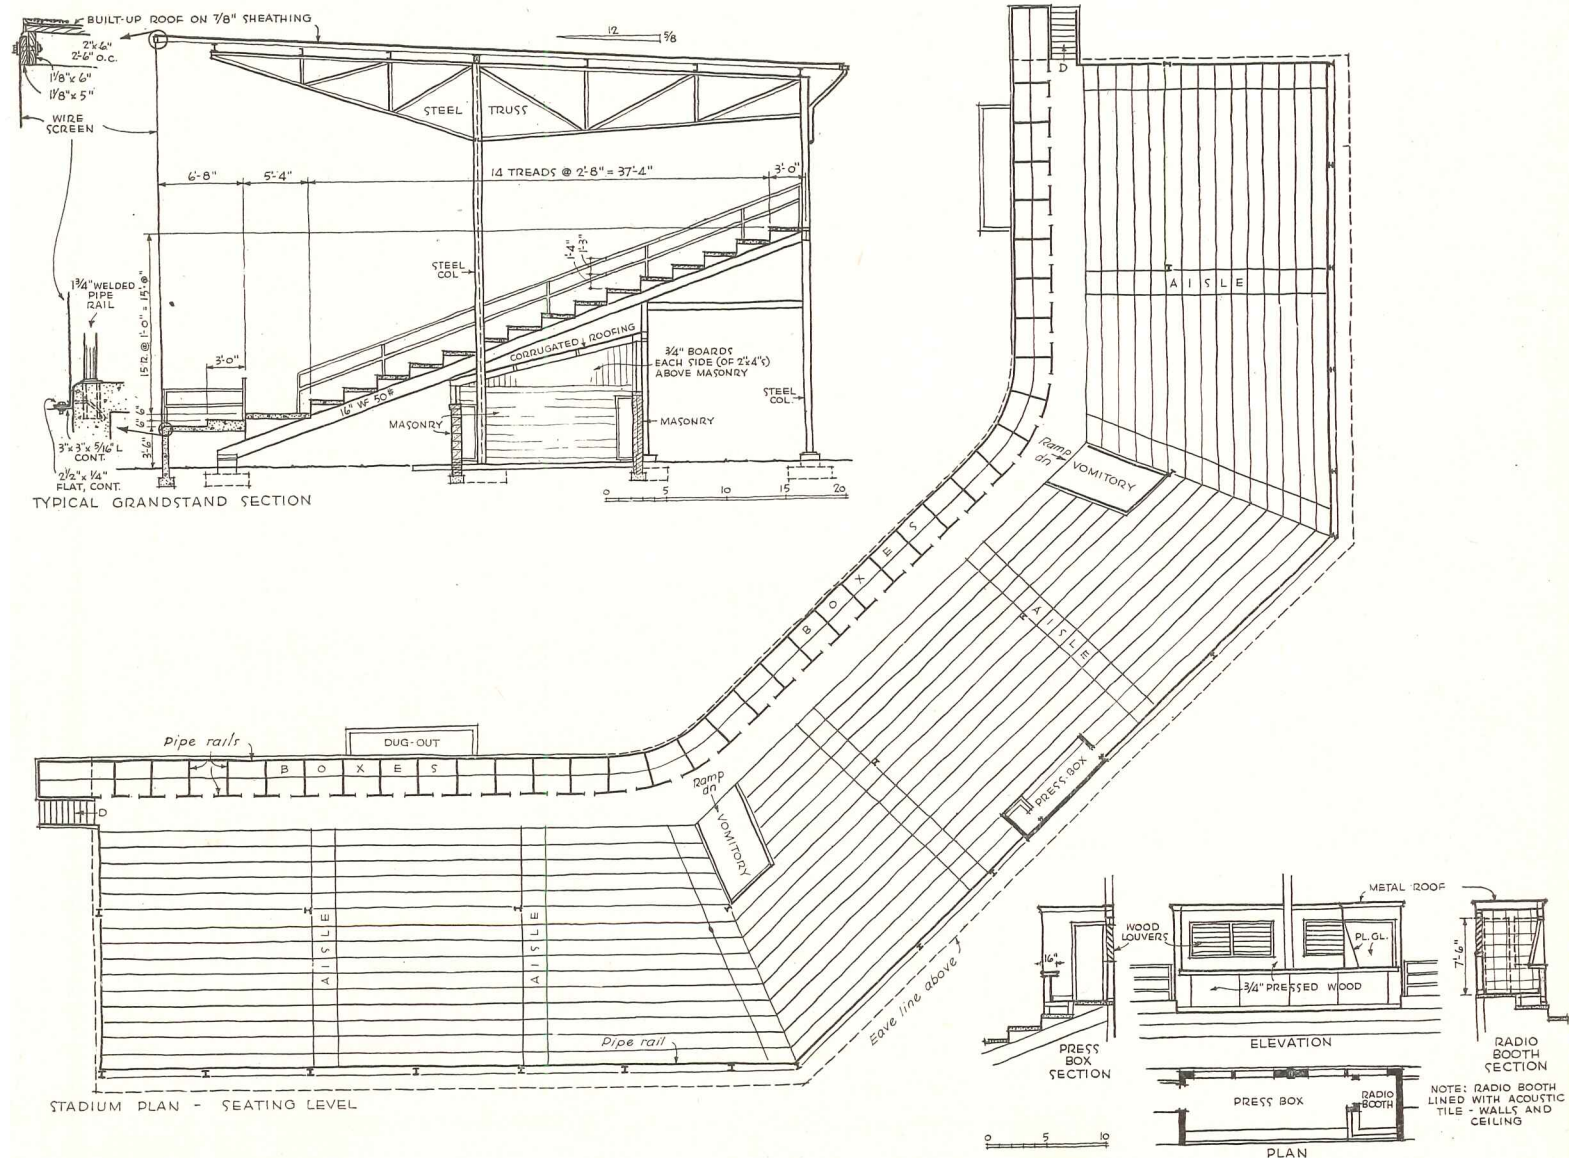 BUILT-UP ROOF ON 7/8" SHEATHING
2"x6"
2'-6" O.C.
1 1/8" x 6"
1 1/8" x 5"
WIRE
SCREEN
12
5/8
STEEL TRUSS
6'-8"
5'-4"
14 TREADS @ 2'-8" = 37'-4"
3'-0"
1'-4"
1'-3"
STEEL
COL.
15 R. @ 1'-0" = 15'-0"
1 3/4" WELDED
PIPE
RAIL
3'-0"
CORRUGATED ROOFING
3/4" BOARDS
EACH SIDE (OF 2"x4"s)
ABOVE MASONRY
16" WF 50#
STEEL
COL.
MASONRY
MASONRY
6"
6"
3'-6"
3"x 3"x 5/16" L
CONT.
2 1/2" x 1/4"
FLAT, CONT.
TYPICAL GRANDSTAND SECTION
0 5 10 15 20
D
AISLE
Ramp
dn
VOMITORY
BOXES
AISLE
Pipe rails
DUG-OUT
BOXES
D
Ramp
dn
VOMITORY
PRESS-BOX
AISLE
AISLE
Pipe rail
Eave line above
STADIUM PLAN - SEATING LEVEL
METAL ROOF
WOOD
LOUVERS
PL. GL.
16"
7'-6"
3/4" PRESSED WOOD
PRESS
BOX
SECTION
ELEVATION
RADIO
BOOTH
SECTION
PRESS BOX
RADIO
BOOTH
NOTE: RADIO BOOTH
LINED WITH ACOUSTIC
TILE - WALLS AND
CEILING
0 5 10
PLAN